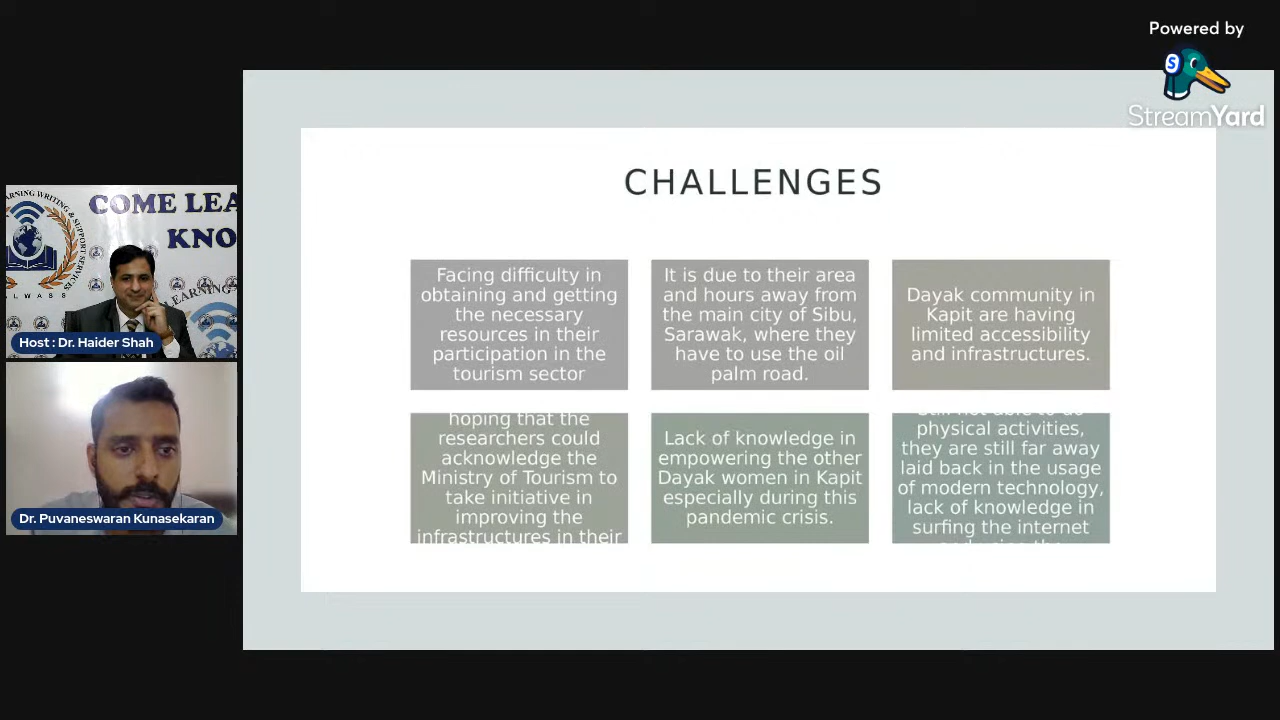 Powered by
StreamYard
CHALLENGES
Facing difficulty in
obtaining and getting
the necessary
resources in their
participation in the
tourism sector
It is due to their area
and hours away from
the main city of Sibu,
Sarawak, where they
have to use the oil
palm road.
Dayak community in
Kapit are having
limited accessibility
and infrastructures.
hoping that the
researchers could
acknowledge the
Ministry of Tourism to
take initiative in
improving the
infrastructures in their
Lack of knowledge in
empowering the other
Dayak women in Kapit
especially during this
pandemic crisis.
Still not able to do
physical activities,
they are still far away
laid back in the usage
of modern technology,
lack of knowledge in
surfing the internet
COME LEA
KNO
Host : Dr. Haider Shah
Dr. Puvaneswaran Kunasekaran